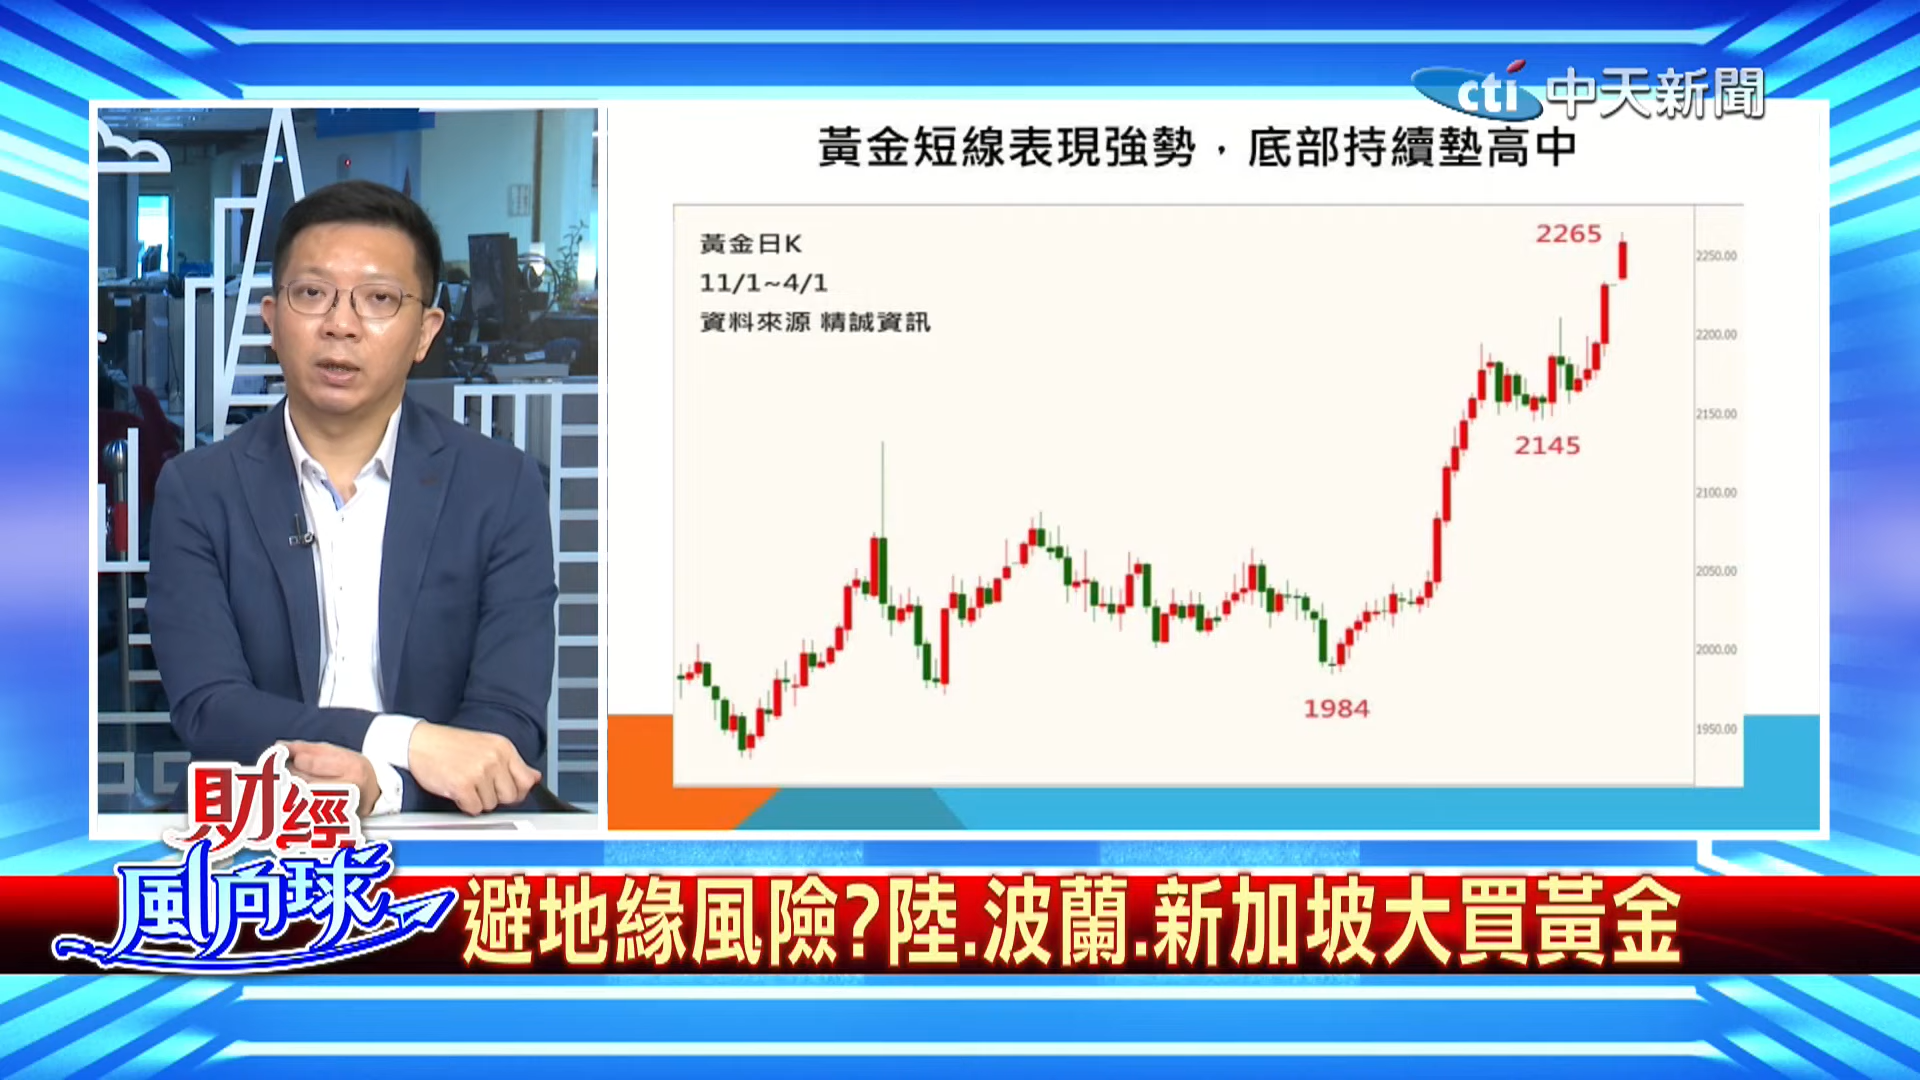 cti 中天新聞
黃金短線表現強勢，底部持續墊高中
黃金日K
11/1~4/1
資料來源 精誠資訊
2265
2145
1984
2250.00
2200.00
2150.00
2100.00
2050.00
2000.00
1950.00
財經
風向球
避地緣風險?陸.波蘭.新加坡大買黃金